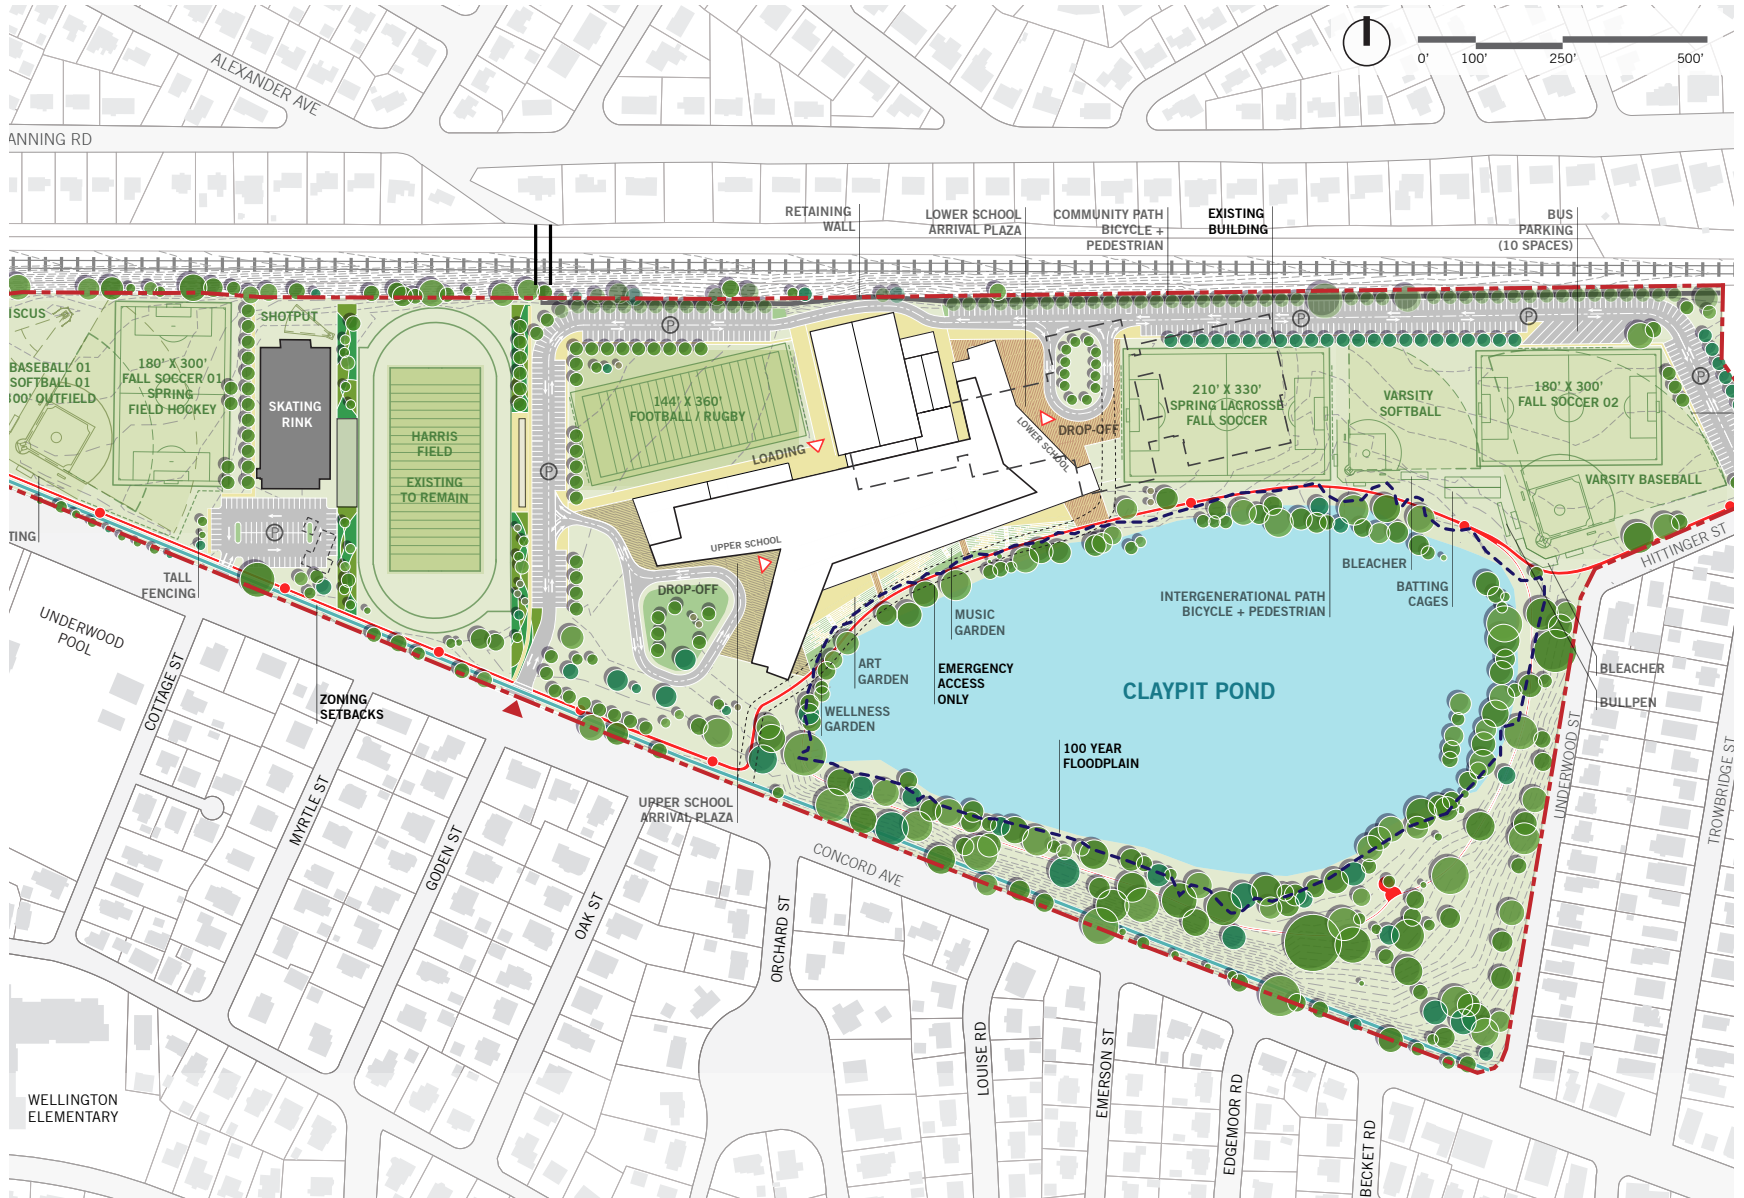 ALEXANDER AVE
ANNING RD
0' 100' 250' 500'
RETAINING
WALL
LOWER SCHOOL
ARRIVAL PLAZA
COMMUNITY PATH
BICYCLE +
PEDESTRIAN
EXISTING
BUILDING
BUS
PARKING
(10 SPACES)
ISCUS
SHOTPUT
BASEBALL 01
SOFTBALL 01
300' OUTFIELD
180' X 300'
FALL SOCCER 01
SPRING
FIELD HOCKEY
SKATING
RINK
HARRIS
FIELD
EXISTING
TO REMAIN
144' X 360'
FOOTBALL / RUGBY
LOADING
LOWER SCHOOL
DROP-OFF
210' X 330'
SPRING LACROSSE
FALL SOCCER
VARSITY
SOFTBALL
180' X 300'
FALL SOCCER 02
VARSITY BASEBALL
P
P
P
P
P
P
TING
TALL
FENCING
UPPER SCHOOL
DROP-OFF
BLEACHER
BATTING
CAGES
INTERGENERATIONAL PATH
BICYCLE + PEDESTRIAN
HITTINGER ST
MUSIC
GARDEN
ART
GARDEN
EMERGENCY
ACCESS
ONLY
WELLNESS
GARDEN
CLAYPIT POND
100 YEAR
FLOODPLAIN
BLEACHER
BULLPEN
UNDERWOOD
POOL
ZONING
SETBACKS
COTTAGE ST
MYRTLE ST
GODEN ST
OAK ST
UPPER SCHOOL
ARRIVAL PLAZA
CONCORD AVE
ORCHARD ST
UNDERWOOD ST
TROWBRIDGE ST
LOUISE RD
EMERSON ST
EDGEMOOR RD
BECKET RD
WELLINGTON
ELEMENTARY